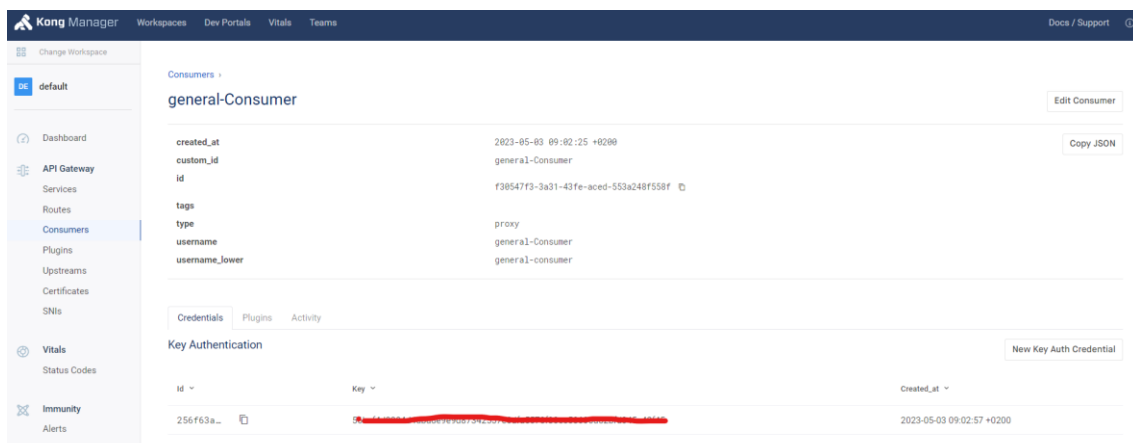 Kong Manager Workspaces Dev Portals Vitals Teams Docs / Support
Change Workspace
DE default
Dashboard
API Gateway
Services
Routes
Consumers
Plugins
Upstreams
Certificates
SNIs
Vitals
Status Codes
Immunity
Alerts
Consumers ›
general-Consumer
Edit Consumer
Copy JSON
created_at 2023-05-03 09:02:25 +0200
custom_id general-Consumer
id f30547f3-3a31-43fe-aced-553a248f558f
tags
type proxy
username general-Consumer
username_lower general-consumer
Credentials Plugins Activity
Key Authentication
New Key Auth Credential
Id Key Created_at
256f63a… 2023-05-03 09:02:57 +0200